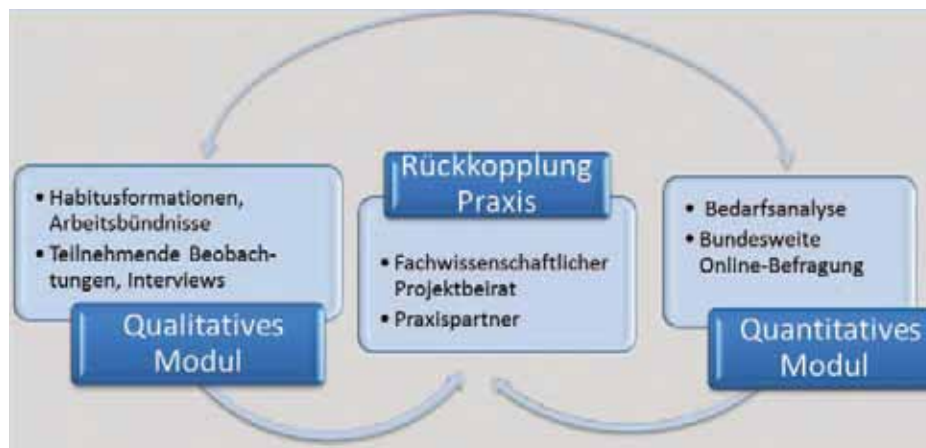 • Habitusformationen,
Arbeitsbündnisse
• Teilnehmende Beobach-
tungen, Interviews
Qualitatives
Modul
Rückkopplung
Praxis
• Fachwissenschaftlicher
Projektbeirat
• Praxispartner
• Bedarfsanalyse
• Bundesweite
Online-Befragung
Quantitatives
Modul